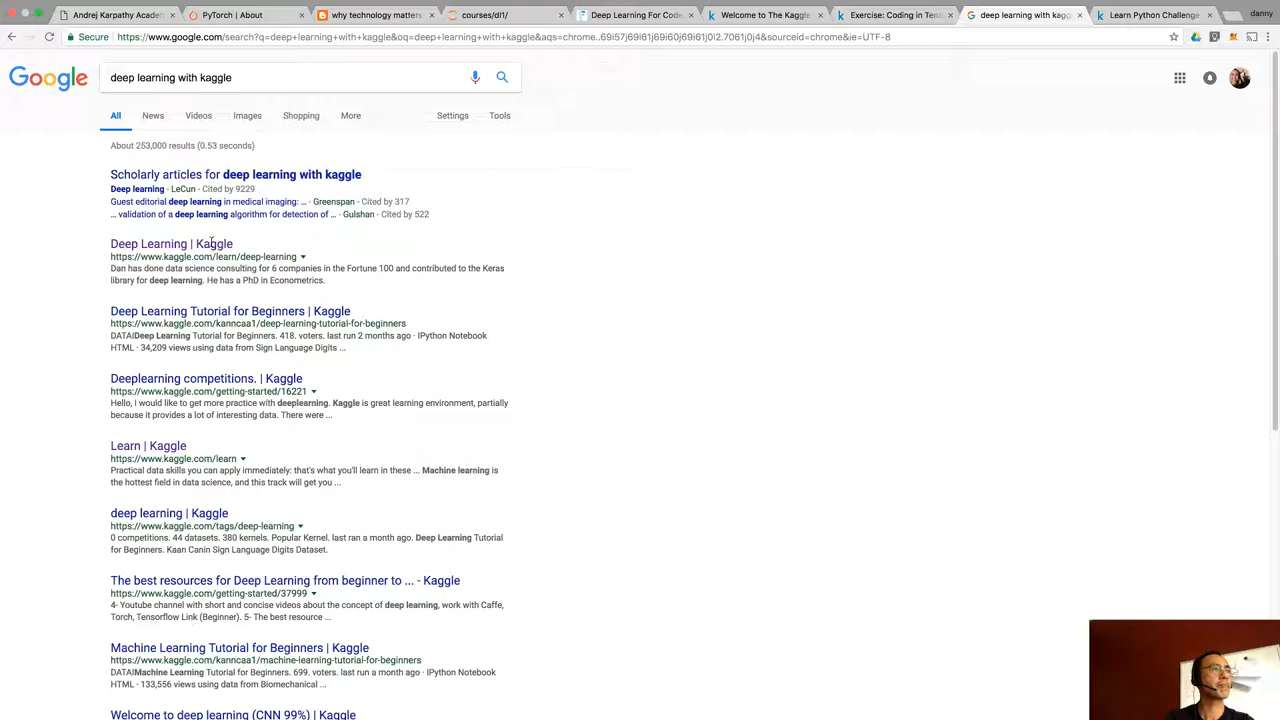 Andrej Karpathy Academ
PyTorch | About
why technology matters
courses/dl1/
Deep Learning For Code
Welcome to The Kaggle
Exercise: Coding in Tens
deep learning with kagg
Learn Python Challenge
danny
Secure
https://www.google.com/search?q=deep+learning+with+kaggle&oq=deep+learning+with+kaggle&aqs=chrome..69i57j69i61j69i60j69i61j0l2.7061j0j4&sourceid=chrome&ie=UTF-8
Google
deep learning with kaggle
All News Videos Images Shopping More Settings Tools
About 253,000 results (0.53 seconds)
Scholarly articles for deep learning with kaggle
Deep learning - LeCun - Cited by 9229
Guest editorial deep learning in medical imaging: ... - Greenspan - Cited by 317
... validation of a deep learning algorithm for detection of ... - Gulshan - Cited by 522
Deep Learning | Kaggle
https://www.kaggle.com/learn/deep-learning
Dan has done data science consulting for 6 companies in the Fortune 100 and contributed to the Keras
library for deep learning. He has a PhD in Econometrics.
Deep Learning Tutorial for Beginners | Kaggle
https://www.kaggle.com/kanncaa1/deep-learning-tutorial-for-beginners
DATAIDeep Learning Tutorial for Beginners. 418. voters. last run 2 months ago · IPython Notebook
HTML · 34,209 views using data from Sign Language Digits ...
Deeplearning competitions. | Kaggle
https://www.kaggle.com/getting-started/16221
Hello, I would like to get more practice with deeplearning. Kaggle is great learning environment, partially
because it provides a lot of interesting data. There were ...
Learn | Kaggle
https://www.kaggle.com/learn
Practical data skills you can apply immediately: that's what you'll learn in these ... Machine learning is
the hottest field in data science, and this track will get you ...
deep learning | Kaggle
https://www.kaggle.com/tags/deep-learning
0 competitions. 44 datasets. 380 kernels. Popular Kernel. last ran a month ago. Deep Learning Tutorial
for Beginners. Kaan Canin Sign Language Digits Dataset.
The best resources for Deep Learning from beginner to ... - Kaggle
https://www.kaggle.com/getting-started/37999
4- Youtube channel with short and concise videos about the concept of deep learning, work with Caffe,
Torch, Tensorflow Link (Beginner). 5- The best resource ...
Machine Learning Tutorial for Beginners | Kaggle
https://www.kaggle.com/kanncaa1/machine-learning-tutorial-for-beginners
DATAIMachine Learning Tutorial for Beginners. 699. voters. last run a month ago · IPython Notebook
HTML · 133,556 views using data from Biomechanical ...
Welcome to deep learning (CNN 99%) | Kaggle